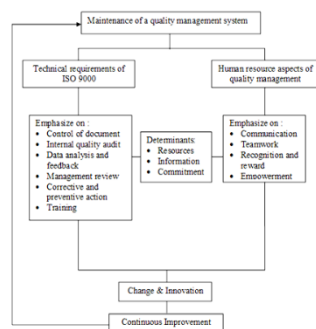 Maintenance of a quality management system
Technical requirements of
ISO 9000
Human resource aspects of
quality management
Emphasize on :
Control of document
Internal quality audit
Data analysis and
feedback
Management review
Corrective and
preventive action
Training
Determinants:
Resources
Information
Commitment
Emphasize on :
Communication
Teamwork
Recognition and
reward
Empowerment
Change & Innovation
Continuous Improvement